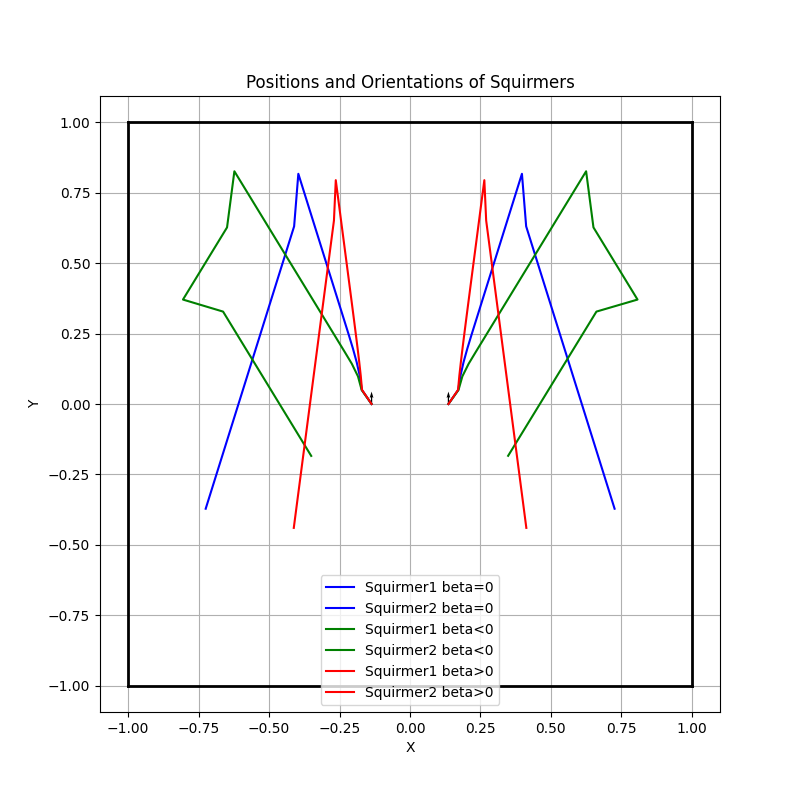 Positions and Orientations of Squirmers
Y
1.00
0.75
0.50
0.25
0.00
−0.25
−0.50
−0.75
−1.00
Squirmer1 beta=0
Squirmer2 beta=0
Squirmer1 beta<0
Squirmer2 beta<0
Squirmer1 beta>0
Squirmer2 beta>0
−1.00 −0.75 −0.50 −0.25 0.00 0.25 0.50 0.75 1.00
X